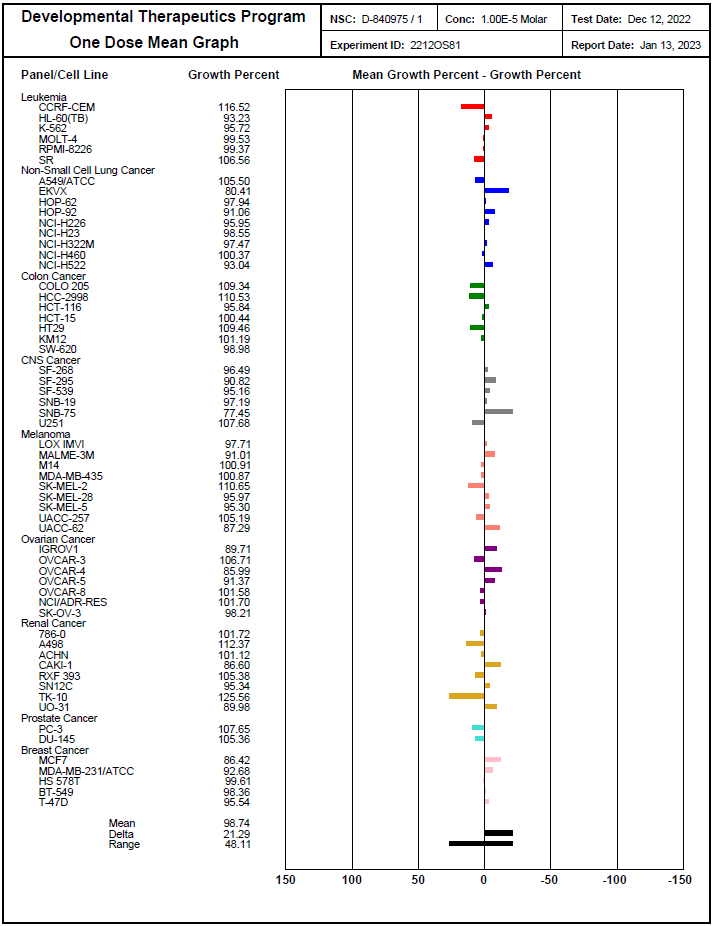 Developmental Therapeutics Program
One Dose Mean Graph
NSC: D-840975 / 1
Conc: 1.00E-5 Molar
Test Date: Dec 12, 2022
Experiment ID: 2212OS81
Report Date: Jan 13, 2023
Panel/Cell Line Growth Percent Mean Growth Percent - Growth Percent
Leukemia
CCRF-CEM 116.52
HL-60(TB) 93.23
K-562 95.72
MOLT-4 99.53
RPMI-8226 99.37
SR 106.56
Non-Small Cell Lung Cancer
A549/ATCC 105.50
EKVX 80.41
HOP-62 97.94
HOP-92 91.06
NCI-H226 95.95
NCI-H23 98.55
NCI-H322M 97.47
NCI-H460 100.37
NCI-H522 93.04
Colon Cancer
COLO 205 109.34
HCC-2998 110.53
HCT-116 95.84
HCT-15 100.44
HT29 109.46
KM12 101.19
SW-620 98.98
CNS Cancer
SF-268 96.49
SF-295 90.82
SF-539 95.16
SNB-19 97.19
SNB-75 77.45
U251 107.68
Melanoma
LOX IMVI 97.71
MALME-3M 91.01
M14 100.91
MDA-MB-435 100.87
SK-MEL-2 110.65
SK-MEL-28 95.97
SK-MEL-5 95.30
UACC-257 105.19
UACC-62 87.29
Ovarian Cancer
IGROV1 89.71
OVCAR-3 106.71
OVCAR-4 85.99
OVCAR-5 91.37
OVCAR-8 101.58
NCI/ADR-RES 101.70
SK-OV-3 98.21
Renal Cancer
786-0 101.72
A498 112.37
ACHN 101.12
CAKI-1 86.60
RXF 393 105.38
SN12C 95.34
TK-10 125.56
UO-31 89.98
Prostate Cancer
PC-3 107.65
DU-145 105.36
Breast Cancer
MCF7 86.42
MDA-MB-231/ATCC 92.68
HS 578T 99.61
BT-549 98.36
T-47D 95.54
Mean 98.74
Delta 21.29
Range 48.11
150 100 50 0 -50 -100 -150